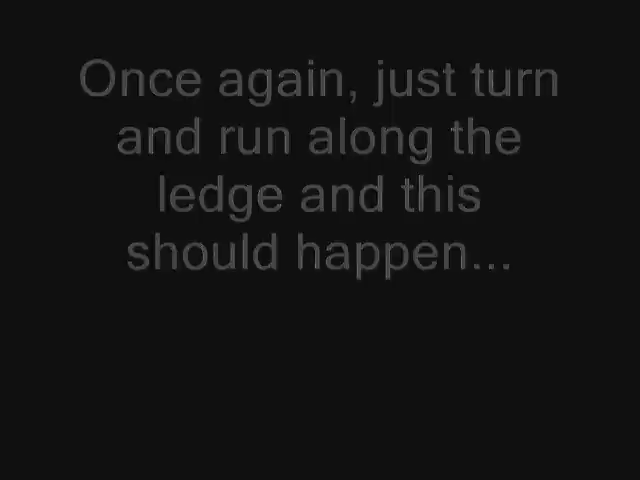 Once again, just turn
and run along the
ledge and this
should happen...